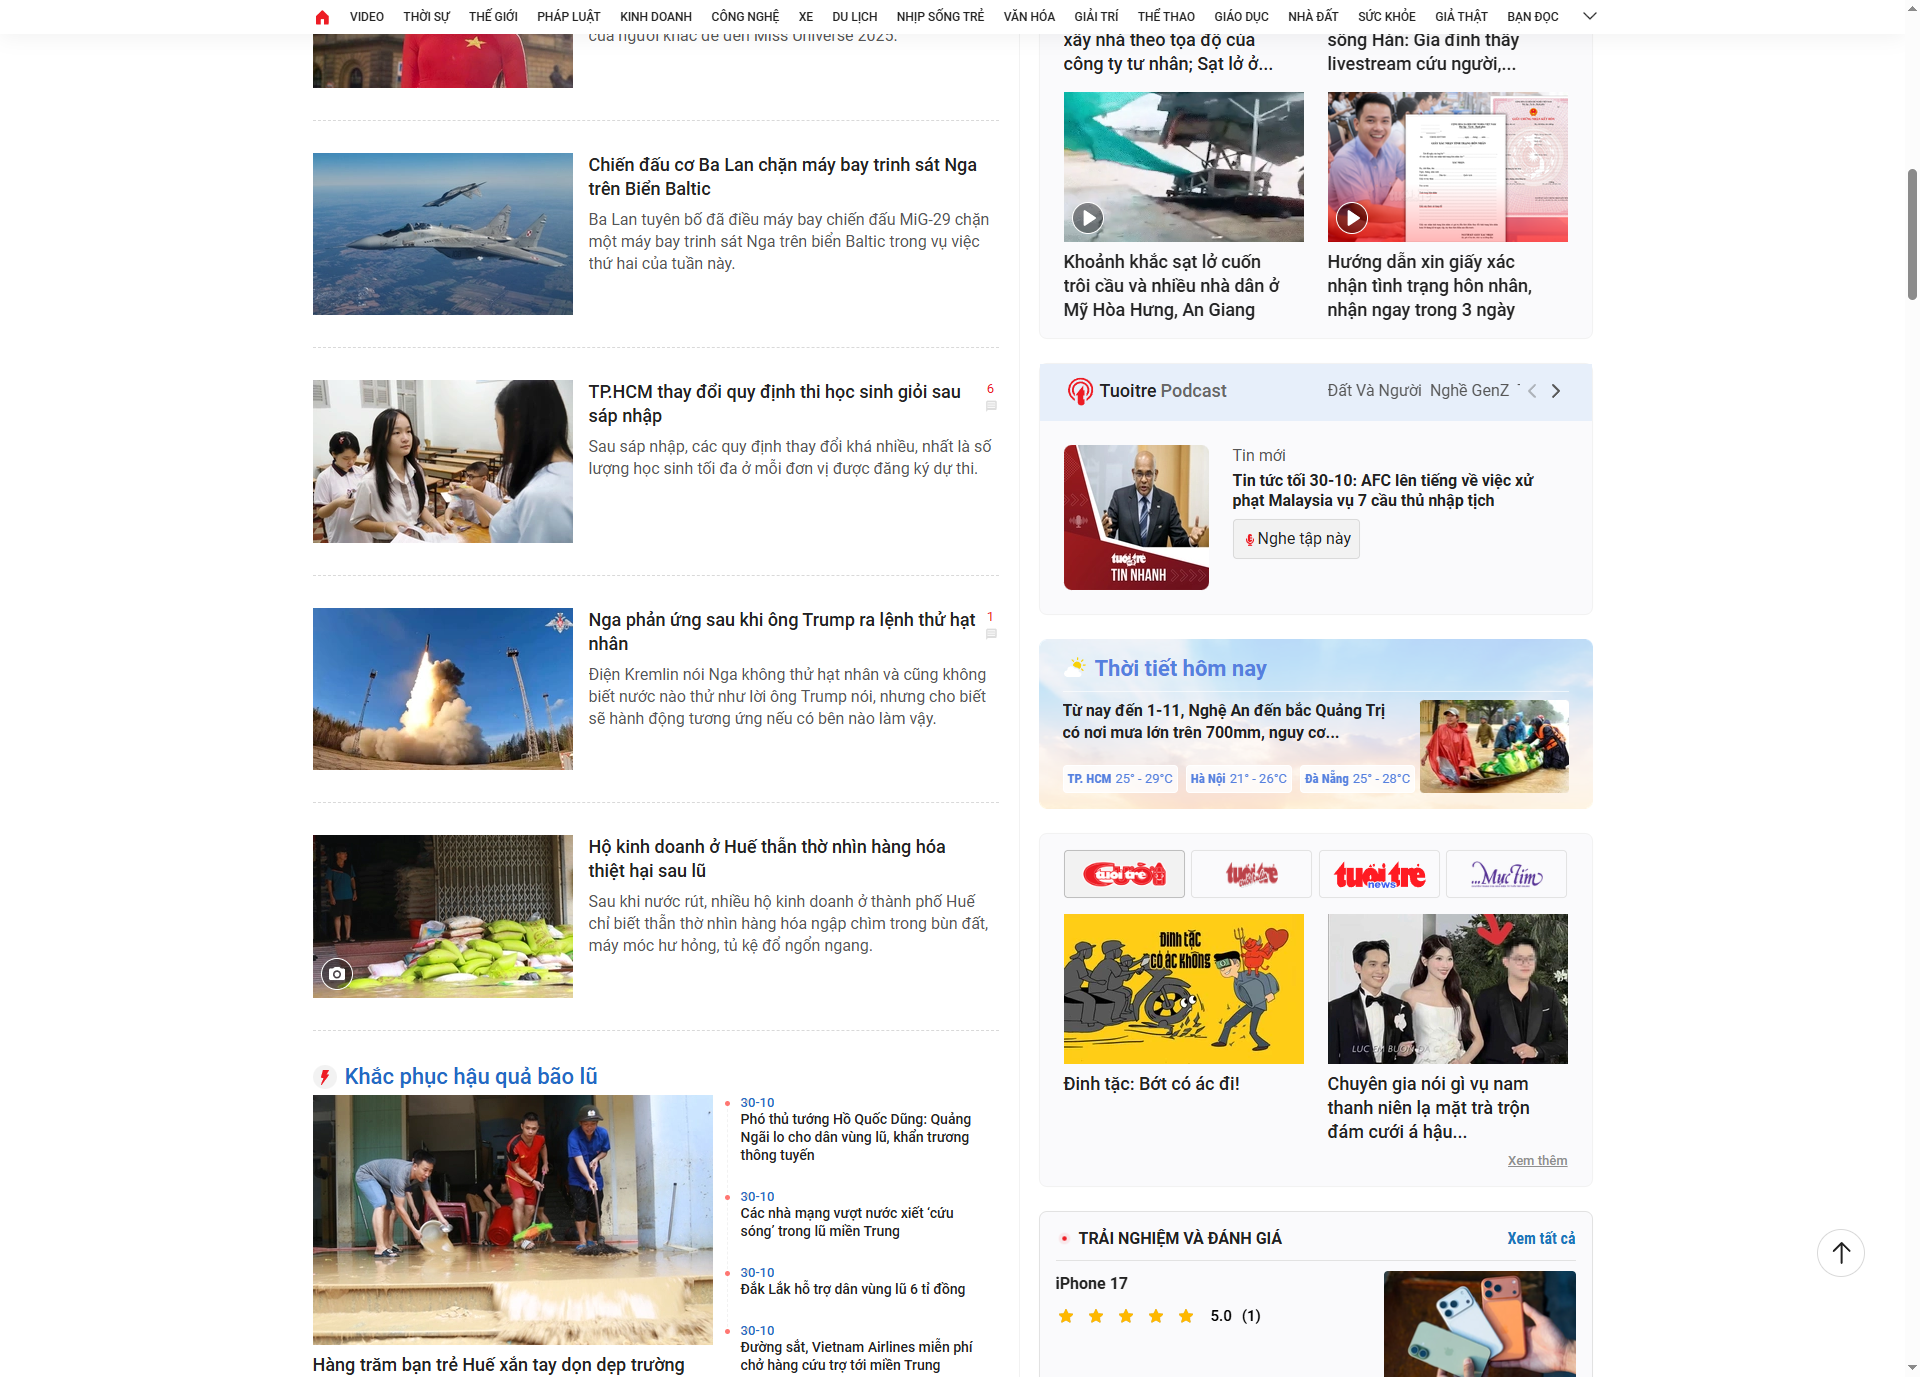 VIDEO THỜI SỰ THẾ GIỚI PHÁP LUẬT KINH DOANH CÔNG NGHỆ XE DU LỊCH NHỊP SỐNG TRẺ VĂN HÓA GIẢI TRÍ THỂ THAO GIÁO DỤC NHÀ ĐẤT SỨC KHỎE GIẢ THẬT BẠN ĐỌC
của người khác để đến Miss Universe 2025.
Chiến đấu cơ Ba Lan chặn máy bay trinh sát Nga
trên Biển Baltic
Ba Lan tuyên bố đã điều máy bay chiến đấu MiG-29 chặn
một máy bay trinh sát Nga trên biển Baltic trong vụ việc
thứ hai của tuần này.
TP.HCM thay đổi quy định thi học sinh giỏi sau
sáp nhập
6
Sau sáp nhập, các quy định thay đổi khá nhiều, nhất là số
lượng học sinh tối đa ở mỗi đơn vị được đăng ký dự thi.
Nga phản ứng sau khi ông Trump ra lệnh thử hạt
nhân
1
Điện Kremlin nói Nga không thử hạt nhân và cũng không
biết nước nào thử như lời ông Trump nói, nhưng cho biết
sẽ hành động tương ứng nếu có bên nào làm vậy.
Hộ kinh doanh ở Huế thẫn thờ nhìn hàng hóa
thiệt hại sau lũ
Sau khi nước rút, nhiều hộ kinh doanh ở thành phố Huế
chỉ biết thẫn thờ nhìn hàng hóa ngập chìm trong bùn đất,
máy móc hư hỏng, tủ kệ đổ ngổn ngang.
Khắc phục hậu quả bão lũ
Hàng trăm bạn trẻ Huế xắn tay dọn dẹp trường
30-10
Phó thủ tướng Hồ Quốc Dũng: Quảng
Ngãi lo cho dân vùng lũ, khẩn trương
thông tuyến
30-10
Các nhà mạng vượt nước xiết ‘cứu
sóng’ trong lũ miền Trung
30-10
Đắk Lắk hỗ trợ dân vùng lũ 6 tỉ đồng
30-10
Đường sắt, Vietnam Airlines miễn phí
chở hàng cứu trợ tới miền Trung
xây nhà theo tọa độ của
công ty tư nhân; Sạt lở ở...
sông Hàn: Gia đình thấy
livestream cứu người,...
Khoảnh khắc sạt lở cuốn
trôi cầu và nhiều nhà dân ở
Mỹ Hòa Hưng, An Giang
Hướng dẫn xin giấy xác
nhận tình trạng hôn nhân,
nhận ngay trong 3 ngày
Tuoitre Podcast
Đất Và Người Nghề GenZ
tuổi trẻ
TIN NHANH
Tin mới
Tin tức tối 30-10: AFC lên tiếng về việc xử
phạt Malaysia vụ 7 cầu thủ nhập tịch
Nghe tập này
Thời tiết hôm nay
Từ nay đến 1-11, Nghệ An đến bắc Quảng Trị
có nơi mưa lớn trên 700mm, nguy cơ...
TP. HCM 25° - 29°C Hà Nội 21° - 26°C Đà Nẵng 25° - 28°C
tuổi trẻ CƯỜI
tuổi trẻ cuối tuần
tuổi trẻ news
...Mực Tím
Đinh tặc
có ác không
LÚC EM BUỒN ĐÃ C
Đinh tặc: Bớt có ác đi!
Chuyên gia nói gì vụ nam
thanh niên lạ mặt trà trộn
đám cưới á hậu...
Xem thêm
TRẢI NGHIỆM VÀ ĐÁNH GIÁ
Xem tất cả
iPhone 17
5.0 (1)